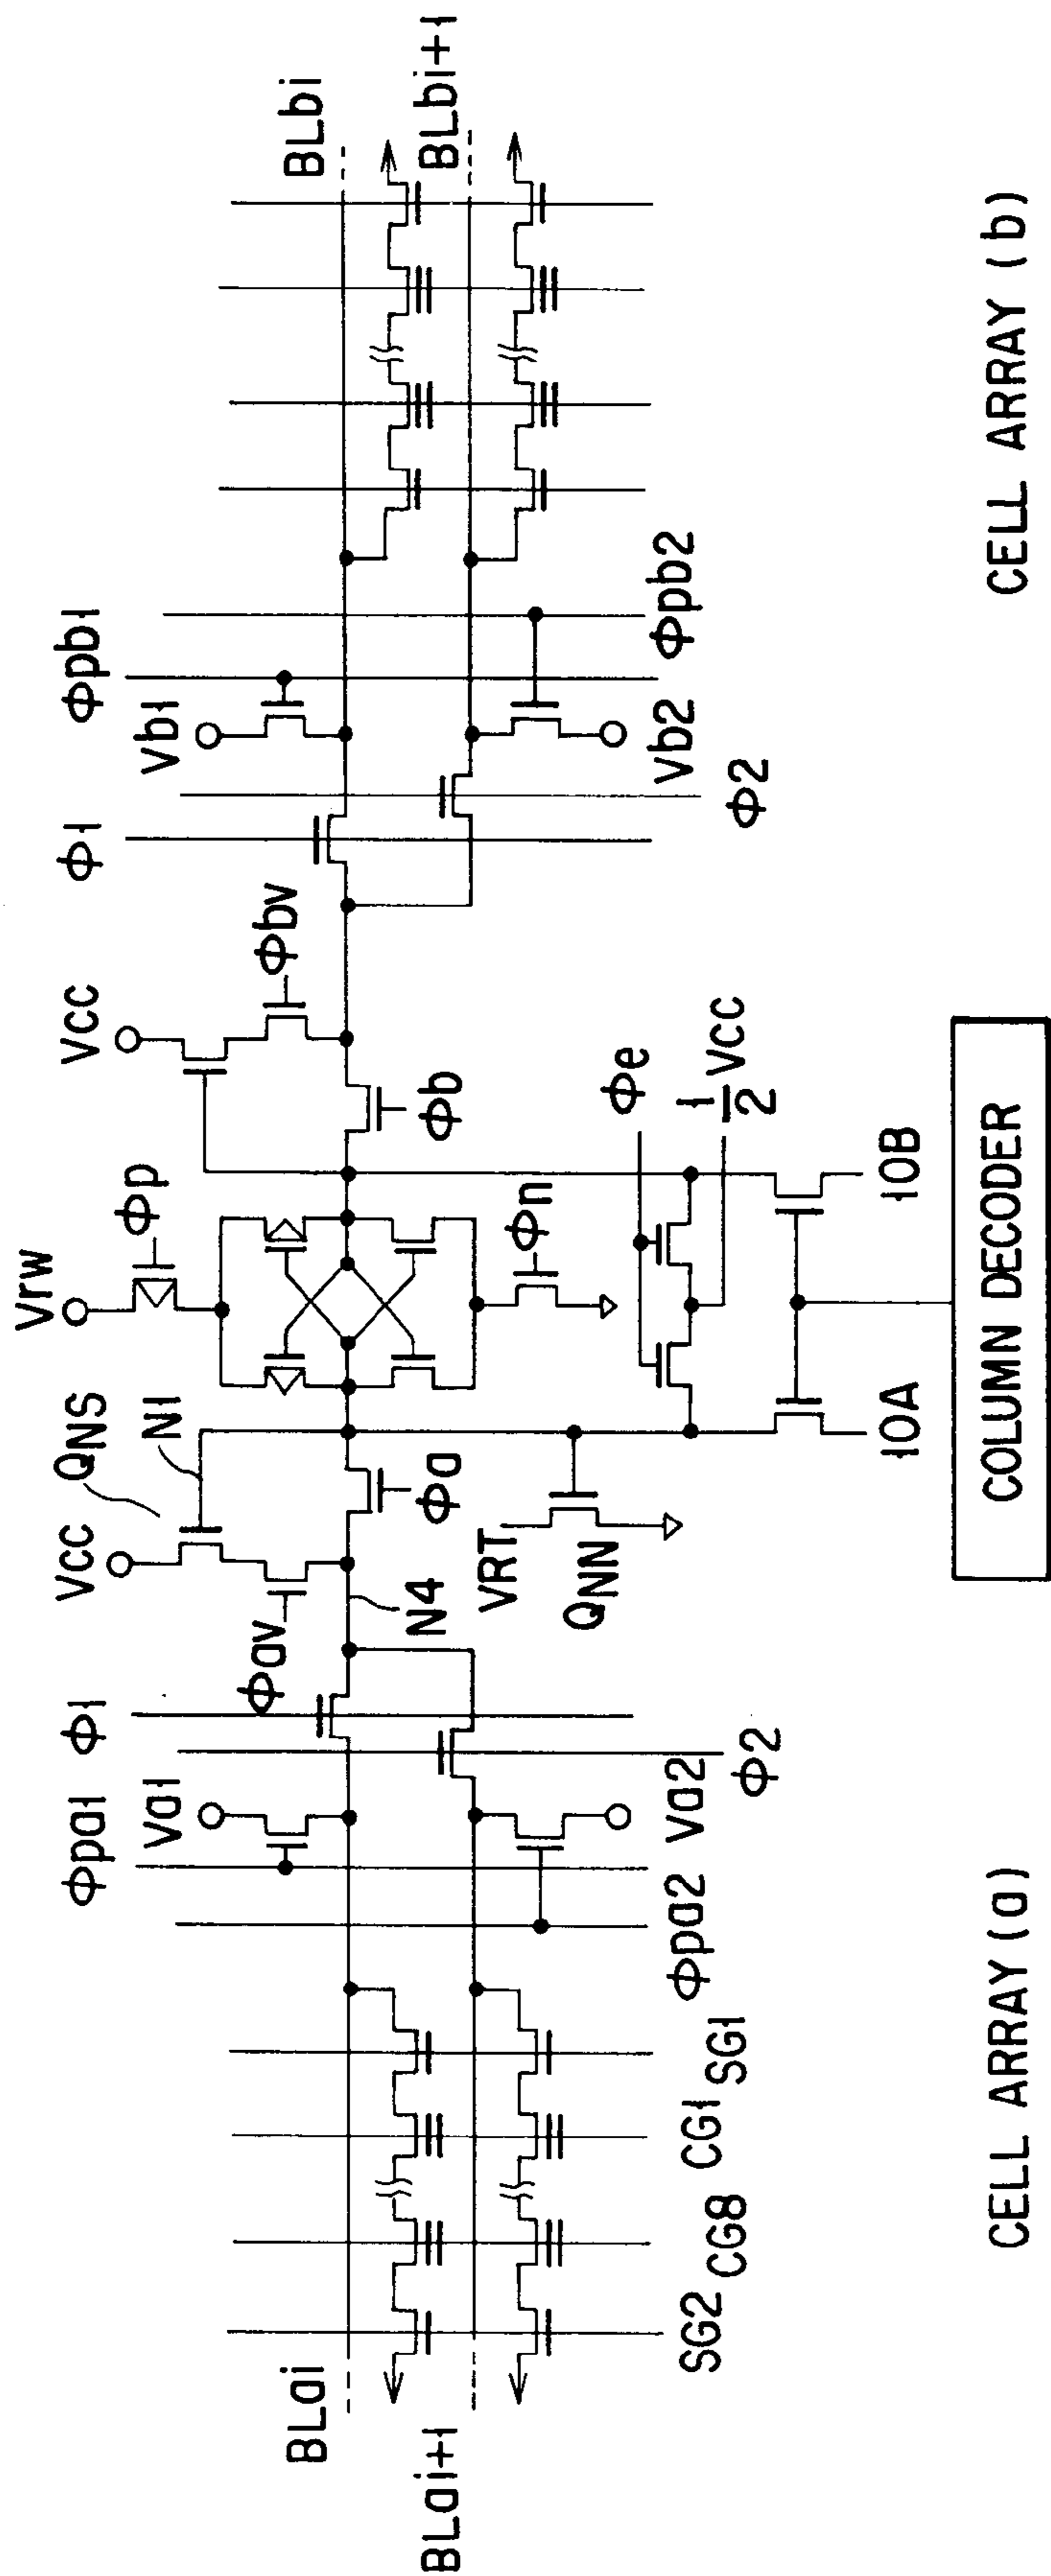 Vrw
Φp
VCC
QNS
N1
VCC
Φav
Φbv
Φ1
Φ1
Φpa1
Va1
Vb1
Φpb1
BLai
BLbi
BLai+1
BLbi+1
N4
Φa
Φb
Φn
VRT
QNN
Φe
1/2 VCC
SG2
CG8
CG1
SG1
Φpa2
Va2
Φ2
Φ2
Vb2
Φpb2
IOA
IOB
COLUMN DECODER
CELL ARRAY (a)
CELL ARRAY (b)